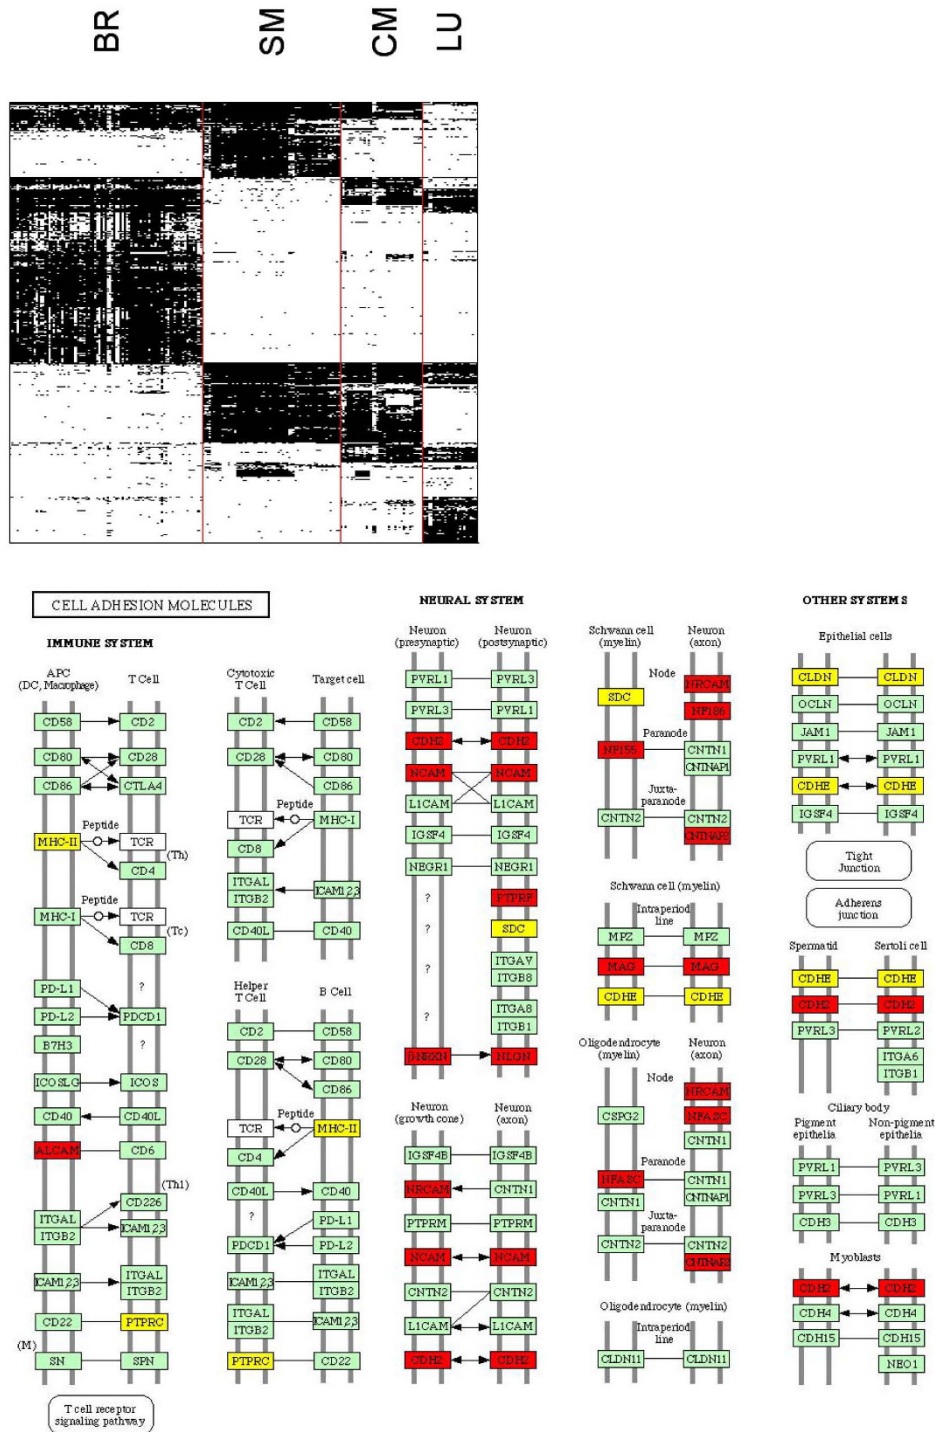 BR
SM
CM
LU
CELL ADHESION MOLECULES
IMMUNE SYSTEM
APC
(DC, Macrophage)
T Cell
CD58
CD2
CD80
CD28
CD86
CTLA4
Peptide
MHC-II
TCR
(Th)
CD4
Peptide
MHC-I
TCR
(Tc)
CD8
PD-L1
?
PD-L2
PDCD1
B7H3
?
ICOSLG
ICOS
CD40
CD40L
ALCAM
CD6
(Th1)
CD226
ITGAL
ITGB2
ICAM1,2,3
ICAM1,2,3
ITGAL
ITGB2
CD22
PTPRC
(M)
SN
SPN
T cell receptor
signaling pathway
Cytotoxic
T Cell
Target cell
CD2
CD58
CD28
CD80
CD86
Peptide
TCR
MHC-I
CD8
ITGAL
ITGB2
ICAM1,2,3
CD40L
CD40
Helper
T Cell
B Cell
CD2
CD58
CD28
CD80
CD86
Peptide
TCR
MHC-II
CD4
CD40L
CD40
?
PD-L1
PDCD1
PD-L2
ICAM1,2,3
ITGAL
ITGB2
ITGAL
ITGB2
ICAM1,2,3
PTPRC
CD22
NEURAL SYSTEM
Neuron
(presynaptic)
Neuron
(postsynaptic)
PVRL1
PVRL3
PVRL3
PVRL1
CDH2
CDH2
NCAM
NCAM
L1CAM
L1CAM
IGSF4
IGSF4
NEGR1
NEGR1
?
PTPRF
?
SDC
?
ITGAV
ITGB8
?
ITGA8
ITGB1
β-NRXN
NLGN
Neuron
(growth cone)
Neuron
(axon)
IGSF4B
IGSF4B
NRCAM
CNTN1
PTPRM
PTPRM
NCAM
NCAM
CNTN2
CNTN2
L1CAM
L1CAM
CDH2
CDH2
Schwann cell
(myelin)
Neuron
(axon)
Node
SDC
NRCAM
NF186
Paranode
NF155
CNTN1
CNTNAP1
Juxta-
paranode
CNTN2
CNTN2
CNTNAP2
Schwann cell (myelin)
Intraperiod
line
MPZ
MPZ
MAG
MAG
CDHE
CDHE
Oligodendrocyte
(myelin)
Neuron
(axon)
Node
NRCAM
CSPG2
NFASC
CNTN1
Paranode
NFASC
CNTN1
CNTN1
CNTNAP1
Juxta-
paranode
CNTN2
CNTN2
CNTNAP2
Oligodendrocyte (myelin)
Intraperiod
line
CLDN11
CLDN11
OTHER SYSTEMS
Epithelial cells
CLDN
CLDN
OCLN
OCLN
JAM1
JAM1
PVRL1
PVRL1
CDHE
CDHE
IGSF4
IGSF4
Tight
Junction
Adherens
junction
Spermatid
Sertoli cell
CDHE
CDHE
CDH2
CDH2
PVRL3
PVRL2
ITGA6
ITGB1
Ciliary body
Pigment
epithelia
Non-pigment
epithelia
PVRL1
PVRL3
PVRL3
PVRL1
CDH3
CDH3
Myoblasts
CDH2
CDH2
CDH4
CDH4
CDH15
CDH15
NEO1